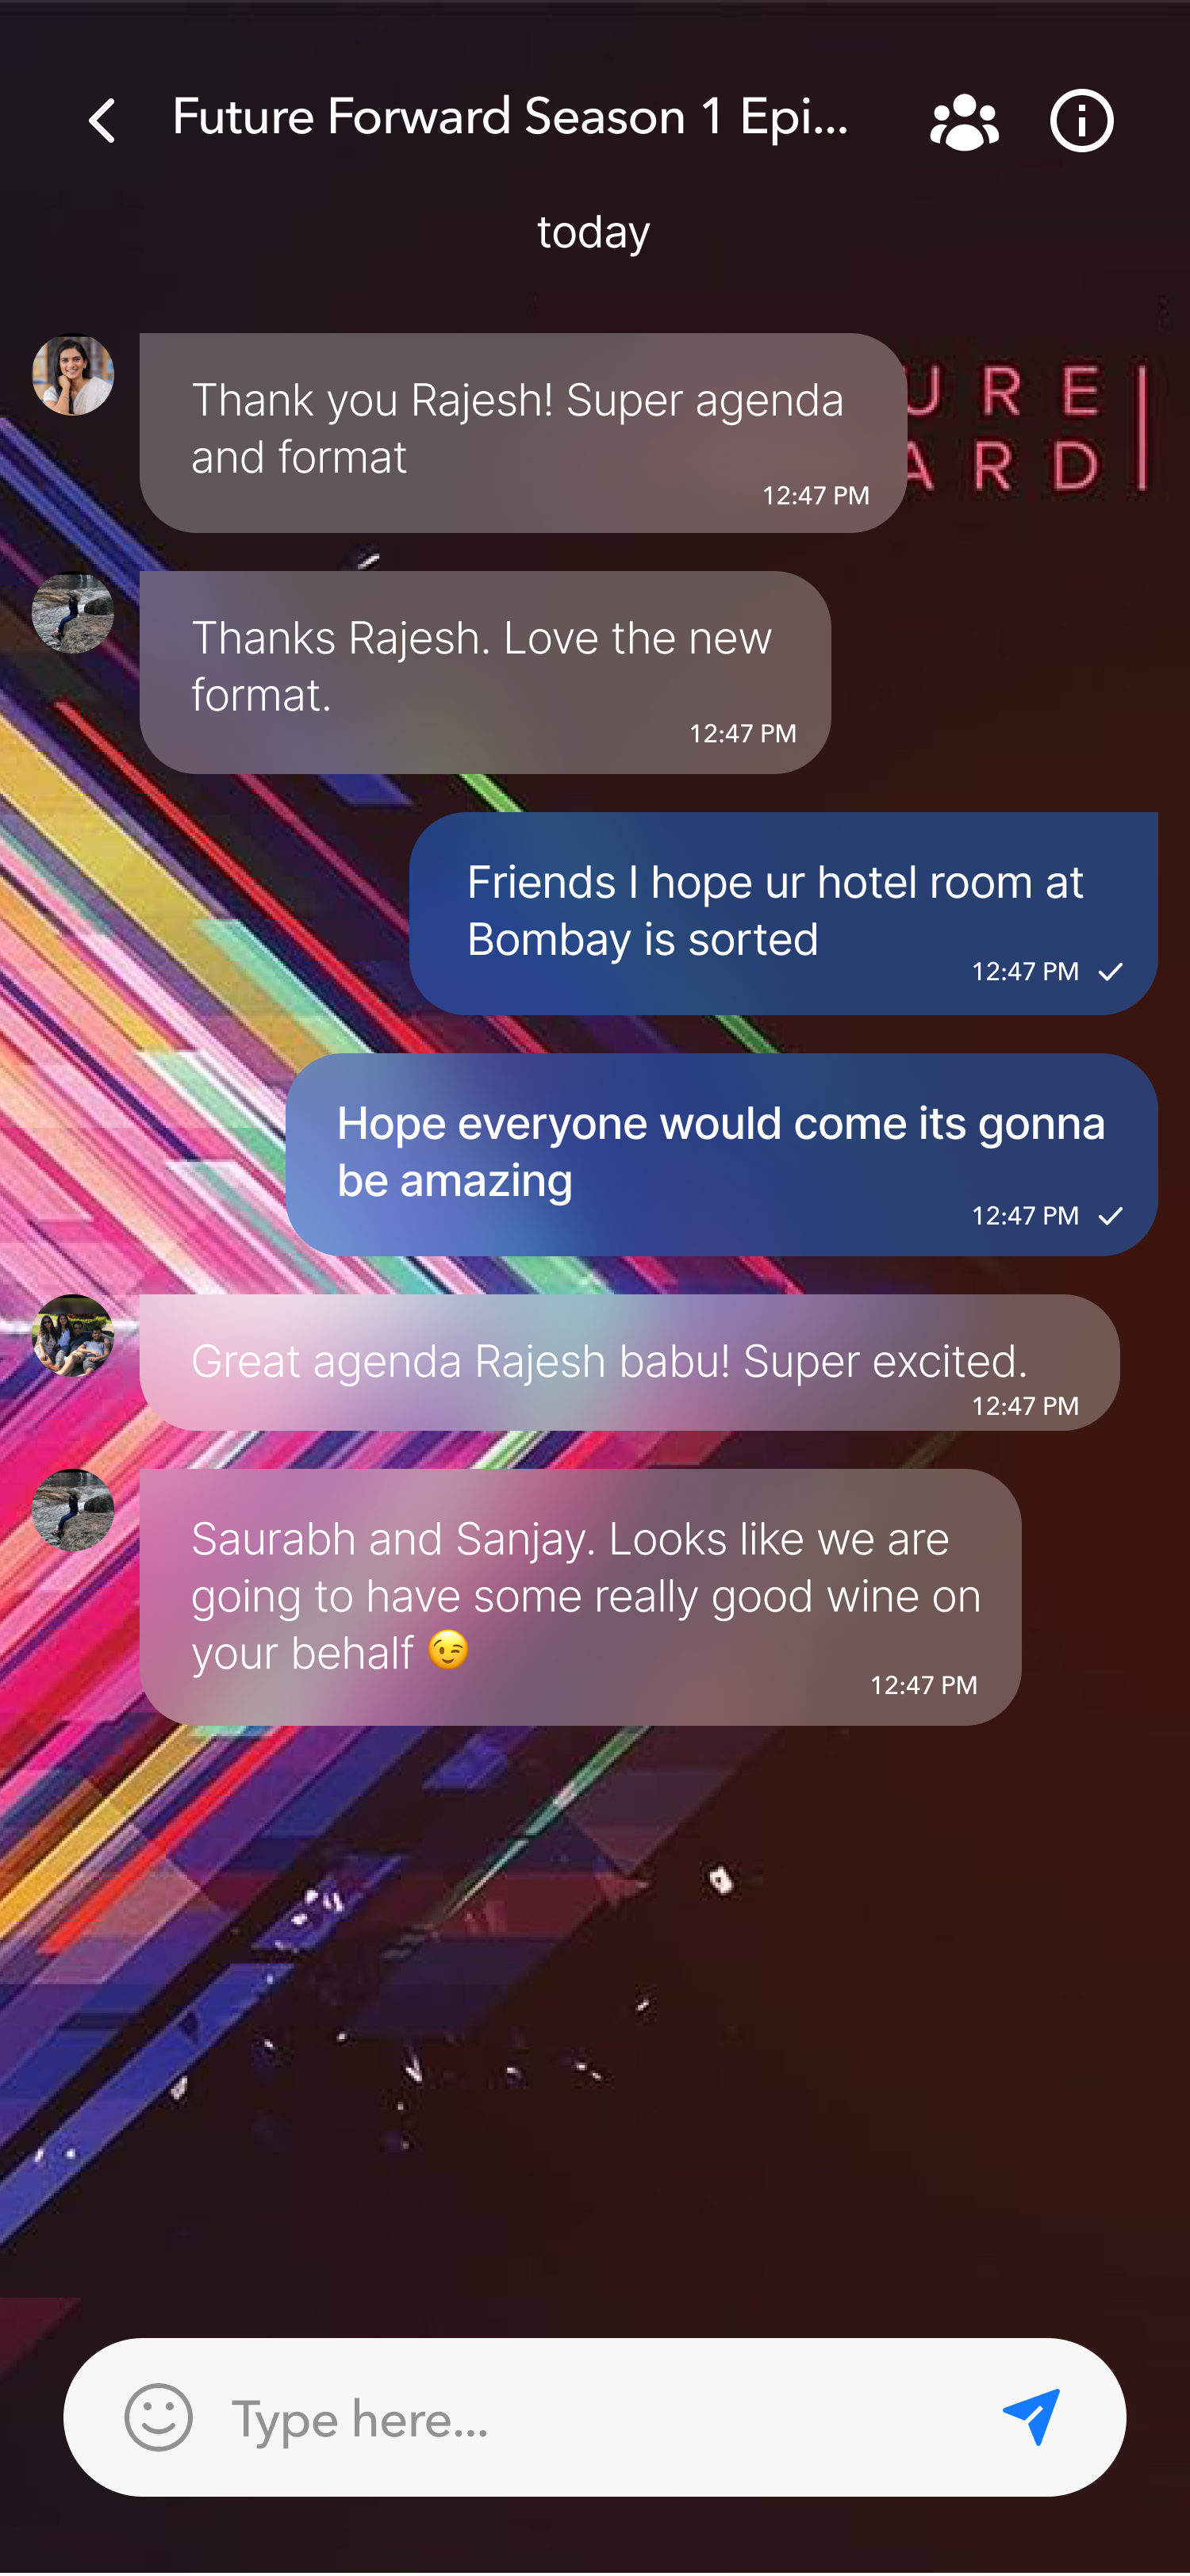 Future Forward Season 1 Epi...
today
URE
ARD
Thank you Rajesh! Super agenda
and format
12:47 PM
Thanks Rajesh. Love the new
format.
12:47 PM
Friends I hope ur hotel room at
Bombay is sorted
12:47 PM
Hope everyone would come its gonna
be amazing
12:47 PM
Great agenda Rajesh babu! Super excited.
12:47 PM
Saurabh and Sanjay. Looks like we are
going to have some really good wine on
your behalf 😉
12:47 PM
Type here...